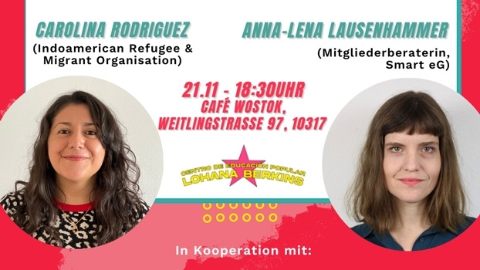 CAROLINA RODRIGUEZ
(Indoamerican Refugee &
Migrant Organisation)
ANNA-LENA LAUSENHAMMER
(Mitgliederberaterin,
Smart eG)
21.11 - 18:30UHR
CAFÉ WOSTOK,
WEITLINGSTRASSE 97, 10317
CENTRO DE EDUCACIÓN POPULAR
LOHANA BERKINS
In Kooperation mit: